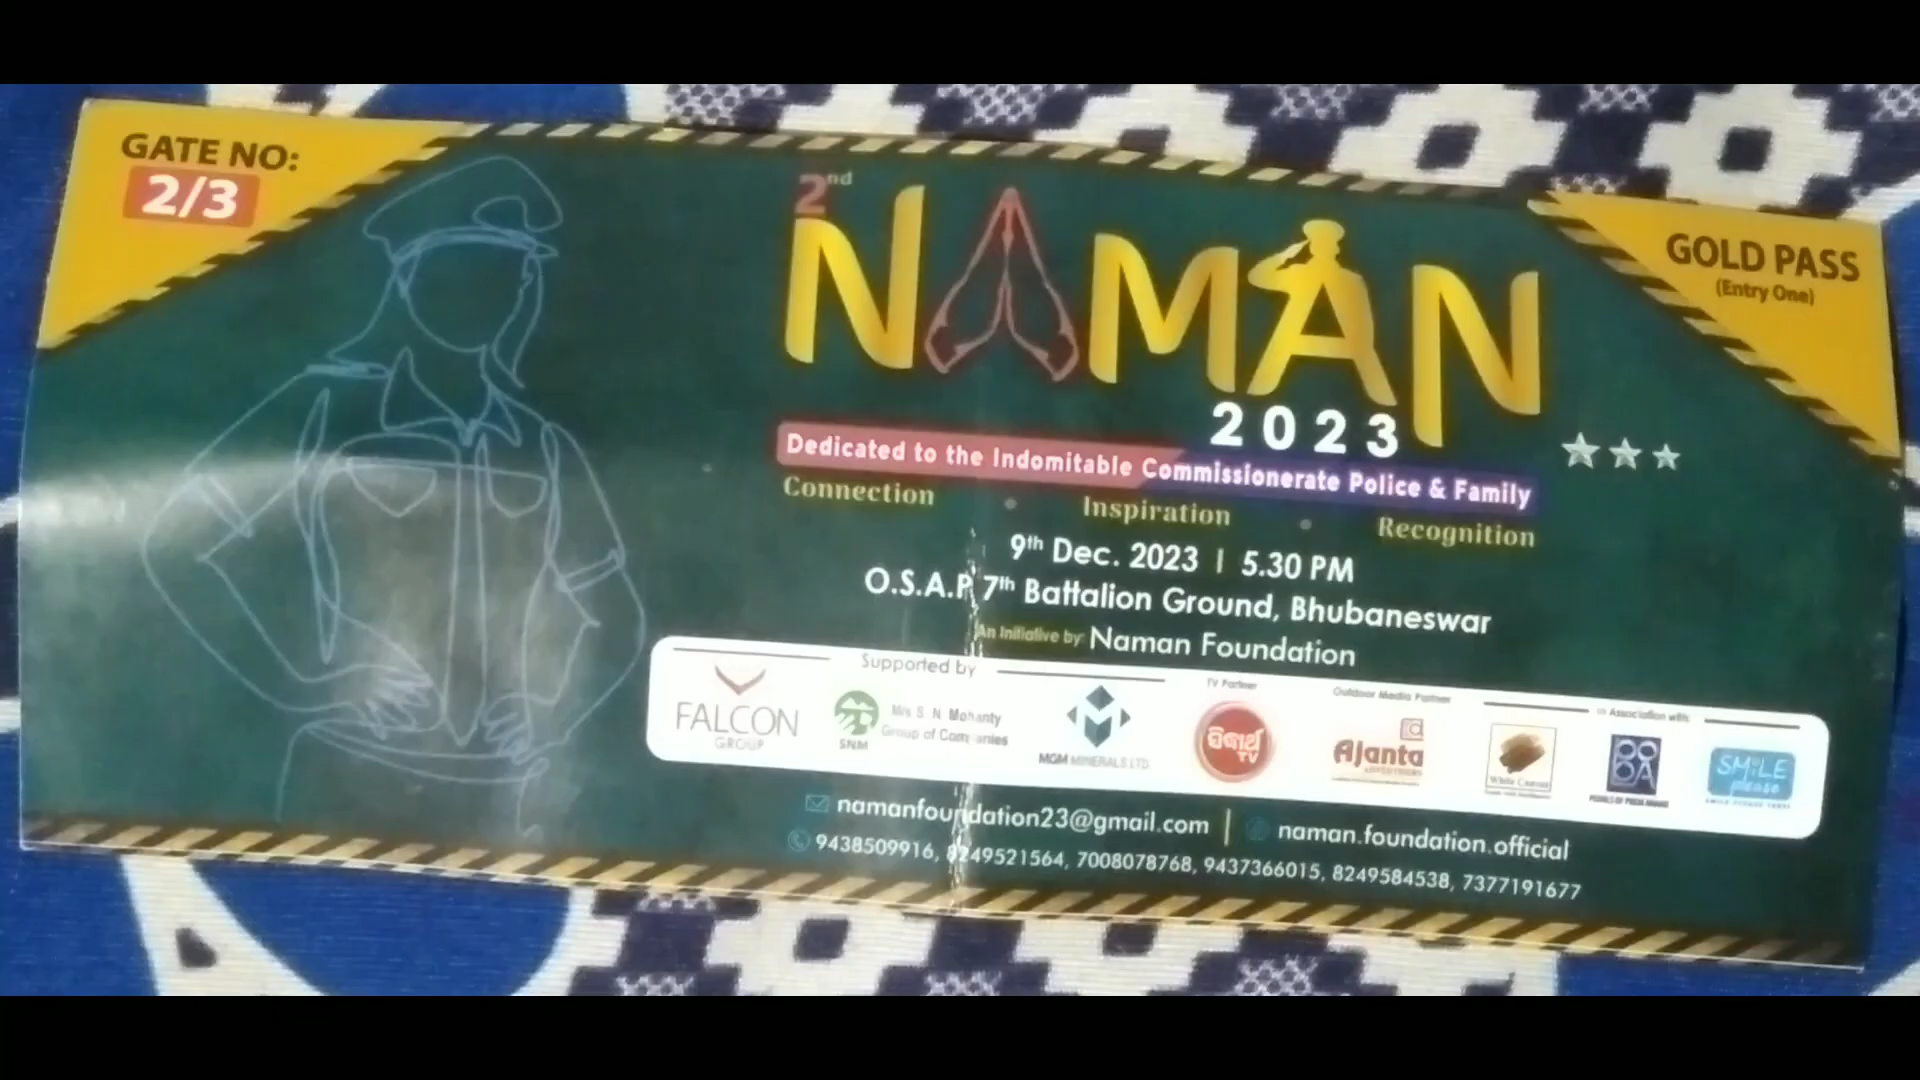 GATE NO:
2/3
GOLD PASS
(Entry One)
2nd
NAMAN
2023
Dedicated to the Indomitable Commissionerate Police & Family
Connection • Inspiration • Recognition
9th Dec. 2023 | 5.30 PM
O.S.A.P 7th Battalion Ground, Bhubaneswar
An Initiative by Naman Foundation
Supported by
TV Partner
Outdoor Media Partner
In Association with
FALCON
GROUP
SNM
M/s S. N. Mohanty
Group of Companies
MGM MINERALS LTD
ସିଦ୍ଧାର୍ଥ
TV
Ajanta
White Canvas
SMiLE
please
namanfoundation23@gmail.com | naman.foundation.official
9438509916, 8249521564, 7008078768, 9437366015, 8249584538, 7377191677